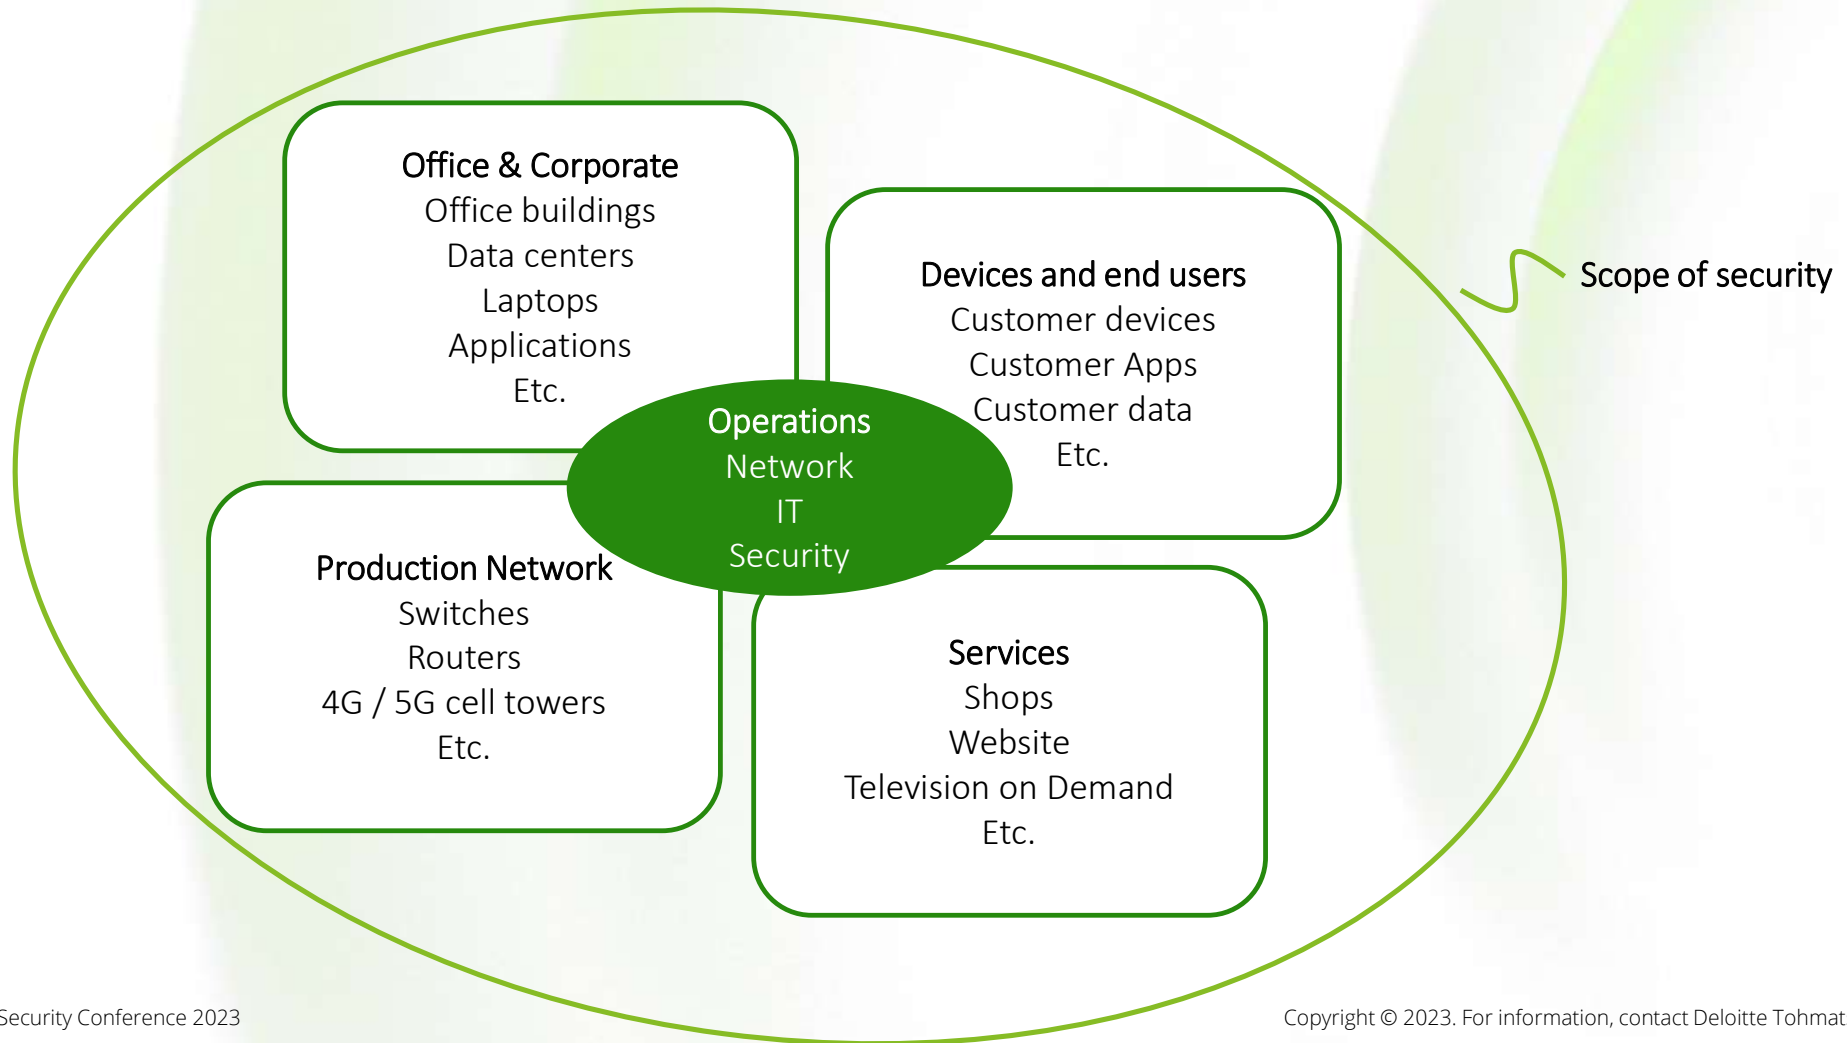 Office & Corporate
Office buildings
Data centers
Laptops
Applications
Etc.
Devices and end users
Customer devices
Customer Apps
Customer data
Etc.
Scope of security
Operations
Network
IT
Security
Production Network
Switches
Routers
4G / 5G cell towers
Etc.
Services
Shops
Website
Television on Demand
Etc.
Security Conference 2023
Copyright © 2023. For information, contact Deloitte Tohmat